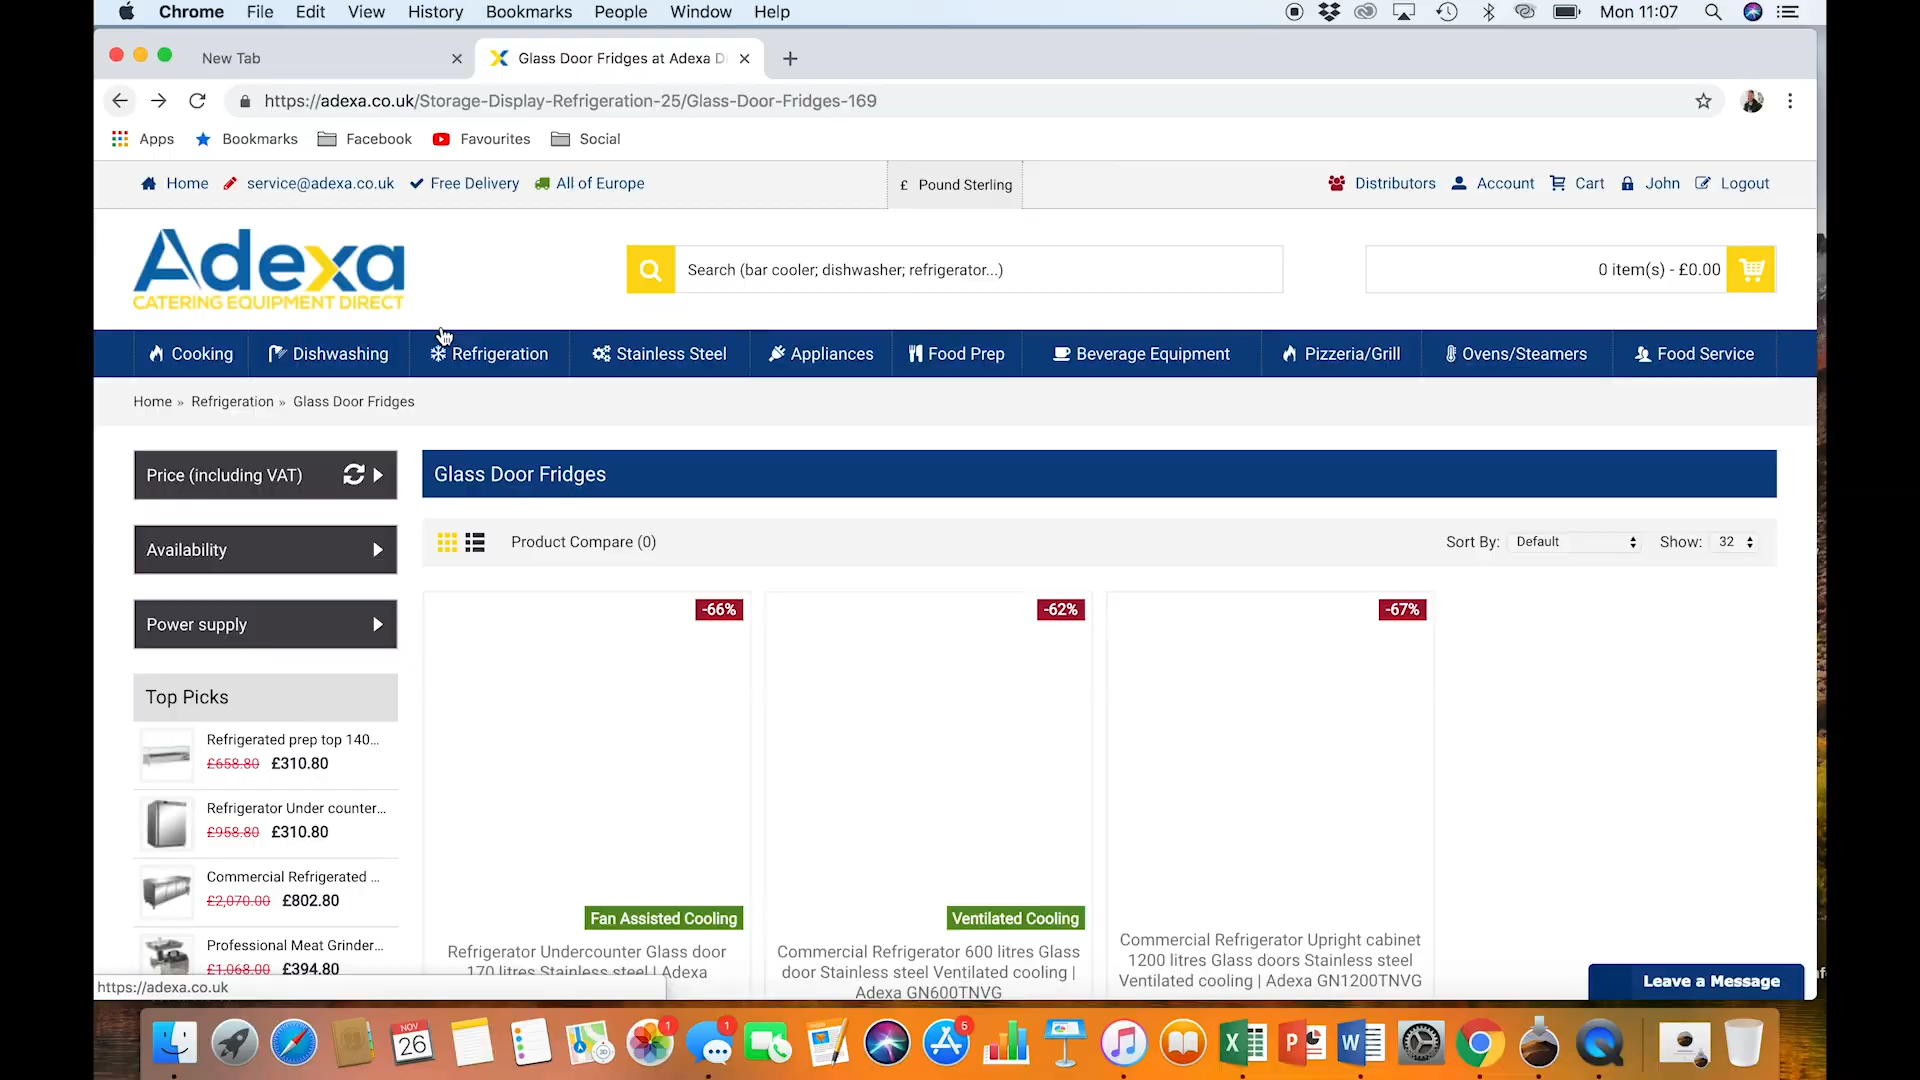 Chrome File Edit View History Bookmarks People Window Help Mon 11:07
New Tab Glass Door Fridges at Adexa D
https://adexa.co.uk/Storage-Display-Refrigeration-25/Glass-Door-Fridges-169
Apps Bookmarks Facebook Favourites Social
Home service@adexa.co.uk Free Delivery All of Europe £ Pound Sterling Distributors Account Cart John Logout
Adexa
CATERING EQUIPMENT DIRECT
Search (bar cooler; dishwasher; refrigerator...)
0 item(s) - £0.00
Cooking Dishwashing Refrigeration Stainless Steel Appliances Food Prep Beverage Equipment Pizzeria/Grill Ovens/Steamers Food Service
Home » Refrigeration » Glass Door Fridges
Price (including VAT)
Availability
Power supply
Glass Door Fridges
Product Compare (0) Sort By: Default Show: 32
Top Picks
Refrigerated prep top 140...
£658.80 £310.80
Refrigerator Under counter...
£958.80 £310.80
Commercial Refrigerated ...
£2,070.00 £802.80
Professional Meat Grinder...
£1,068.00 £394.80
-66%
Fan Assisted Cooling
Refrigerator Undercounter Glass door
170 litres Stainless steel | Adexa
-62%
Ventilated Cooling
Commercial Refrigerator 600 litres Glass
door Stainless steel Ventilated cooling |
Adexa GN600TNVG
-67%
Commercial Refrigerator Upright cabinet
1200 litres Glass doors Stainless steel
Ventilated cooling | Adexa GN1200TNVG
Leave a Message
https://adexa.co.uk
NOV
26
1
1
5